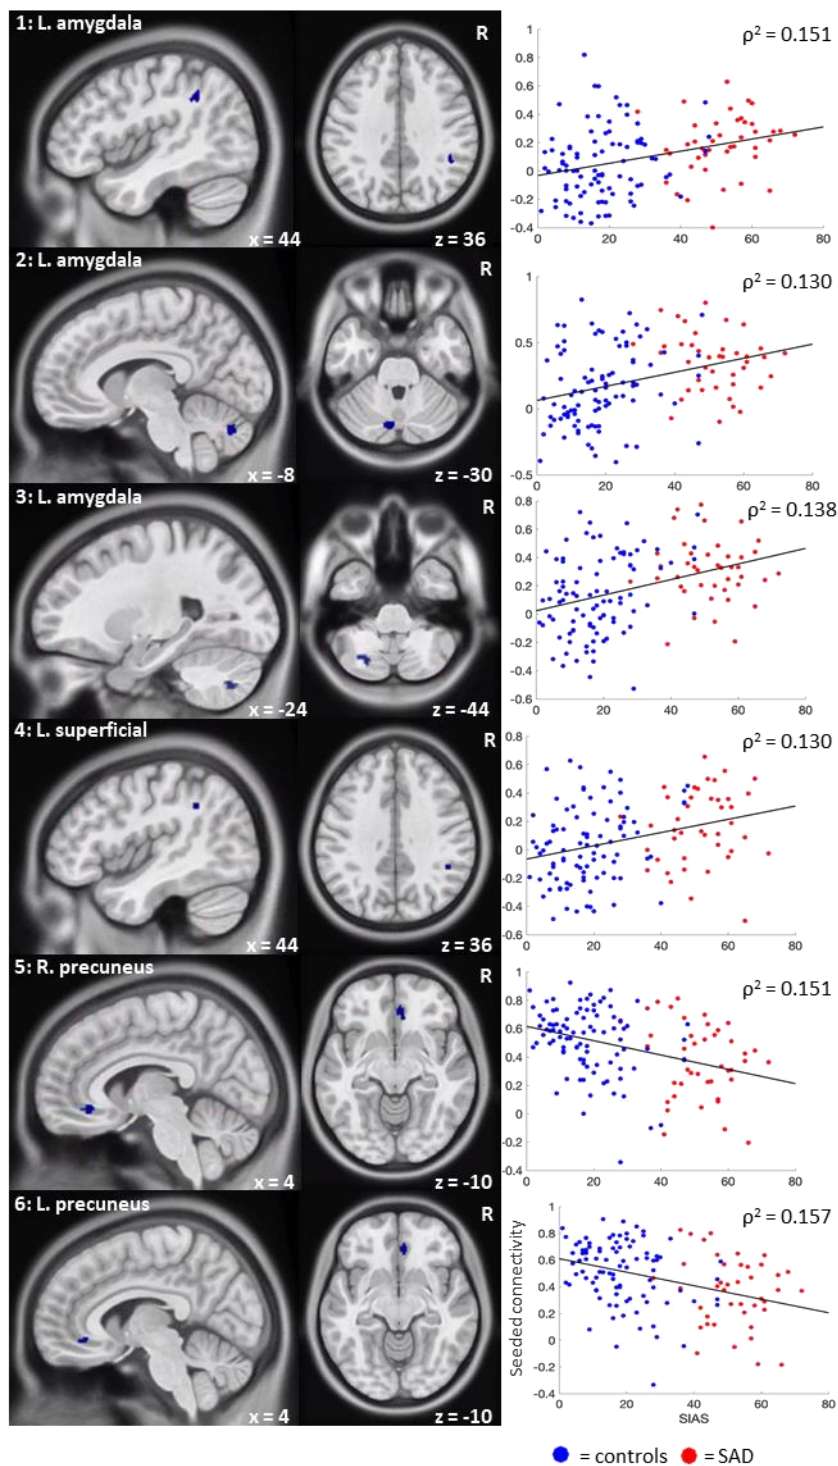 1: L. amygdala
R
x = 44
z = 36
ρ² = 0.151
1
0.8
0.6
0.4
0.2
0
-0.2
-0.4
0 20 40 60 80
2: L. amygdala
R
x = -8
z = -30
ρ² = 0.130
1
0.5
0
-0.5
0 20 40 60 80
3: L. amygdala
R
x = -24
z = -44
ρ² = 0.138
0.8
0.6
0.4
0.2
0
-0.2
-0.4
-0.6
0 20 40 60 80
4: L. superficial
R
x = 44
z = 36
ρ² = 0.130
0.8
0.6
0.4
0.2
0
-0.2
-0.4
-0.6
0 20 40 60 80
5: R. precuneus
R
x = 4
z = -10
ρ² = 0.151
1
0.8
0.6
0.4
0.2
0
-0.2
-0.4
0 20 40 60 80
6: L. precuneus
R
x = 4
z = -10
ρ² = 0.157
Seeded connectivity
1
0.8
0.6
0.4
0.2
0
-0.2
-0.4
0 20 40 60 80
SIAS
= controls = SAD